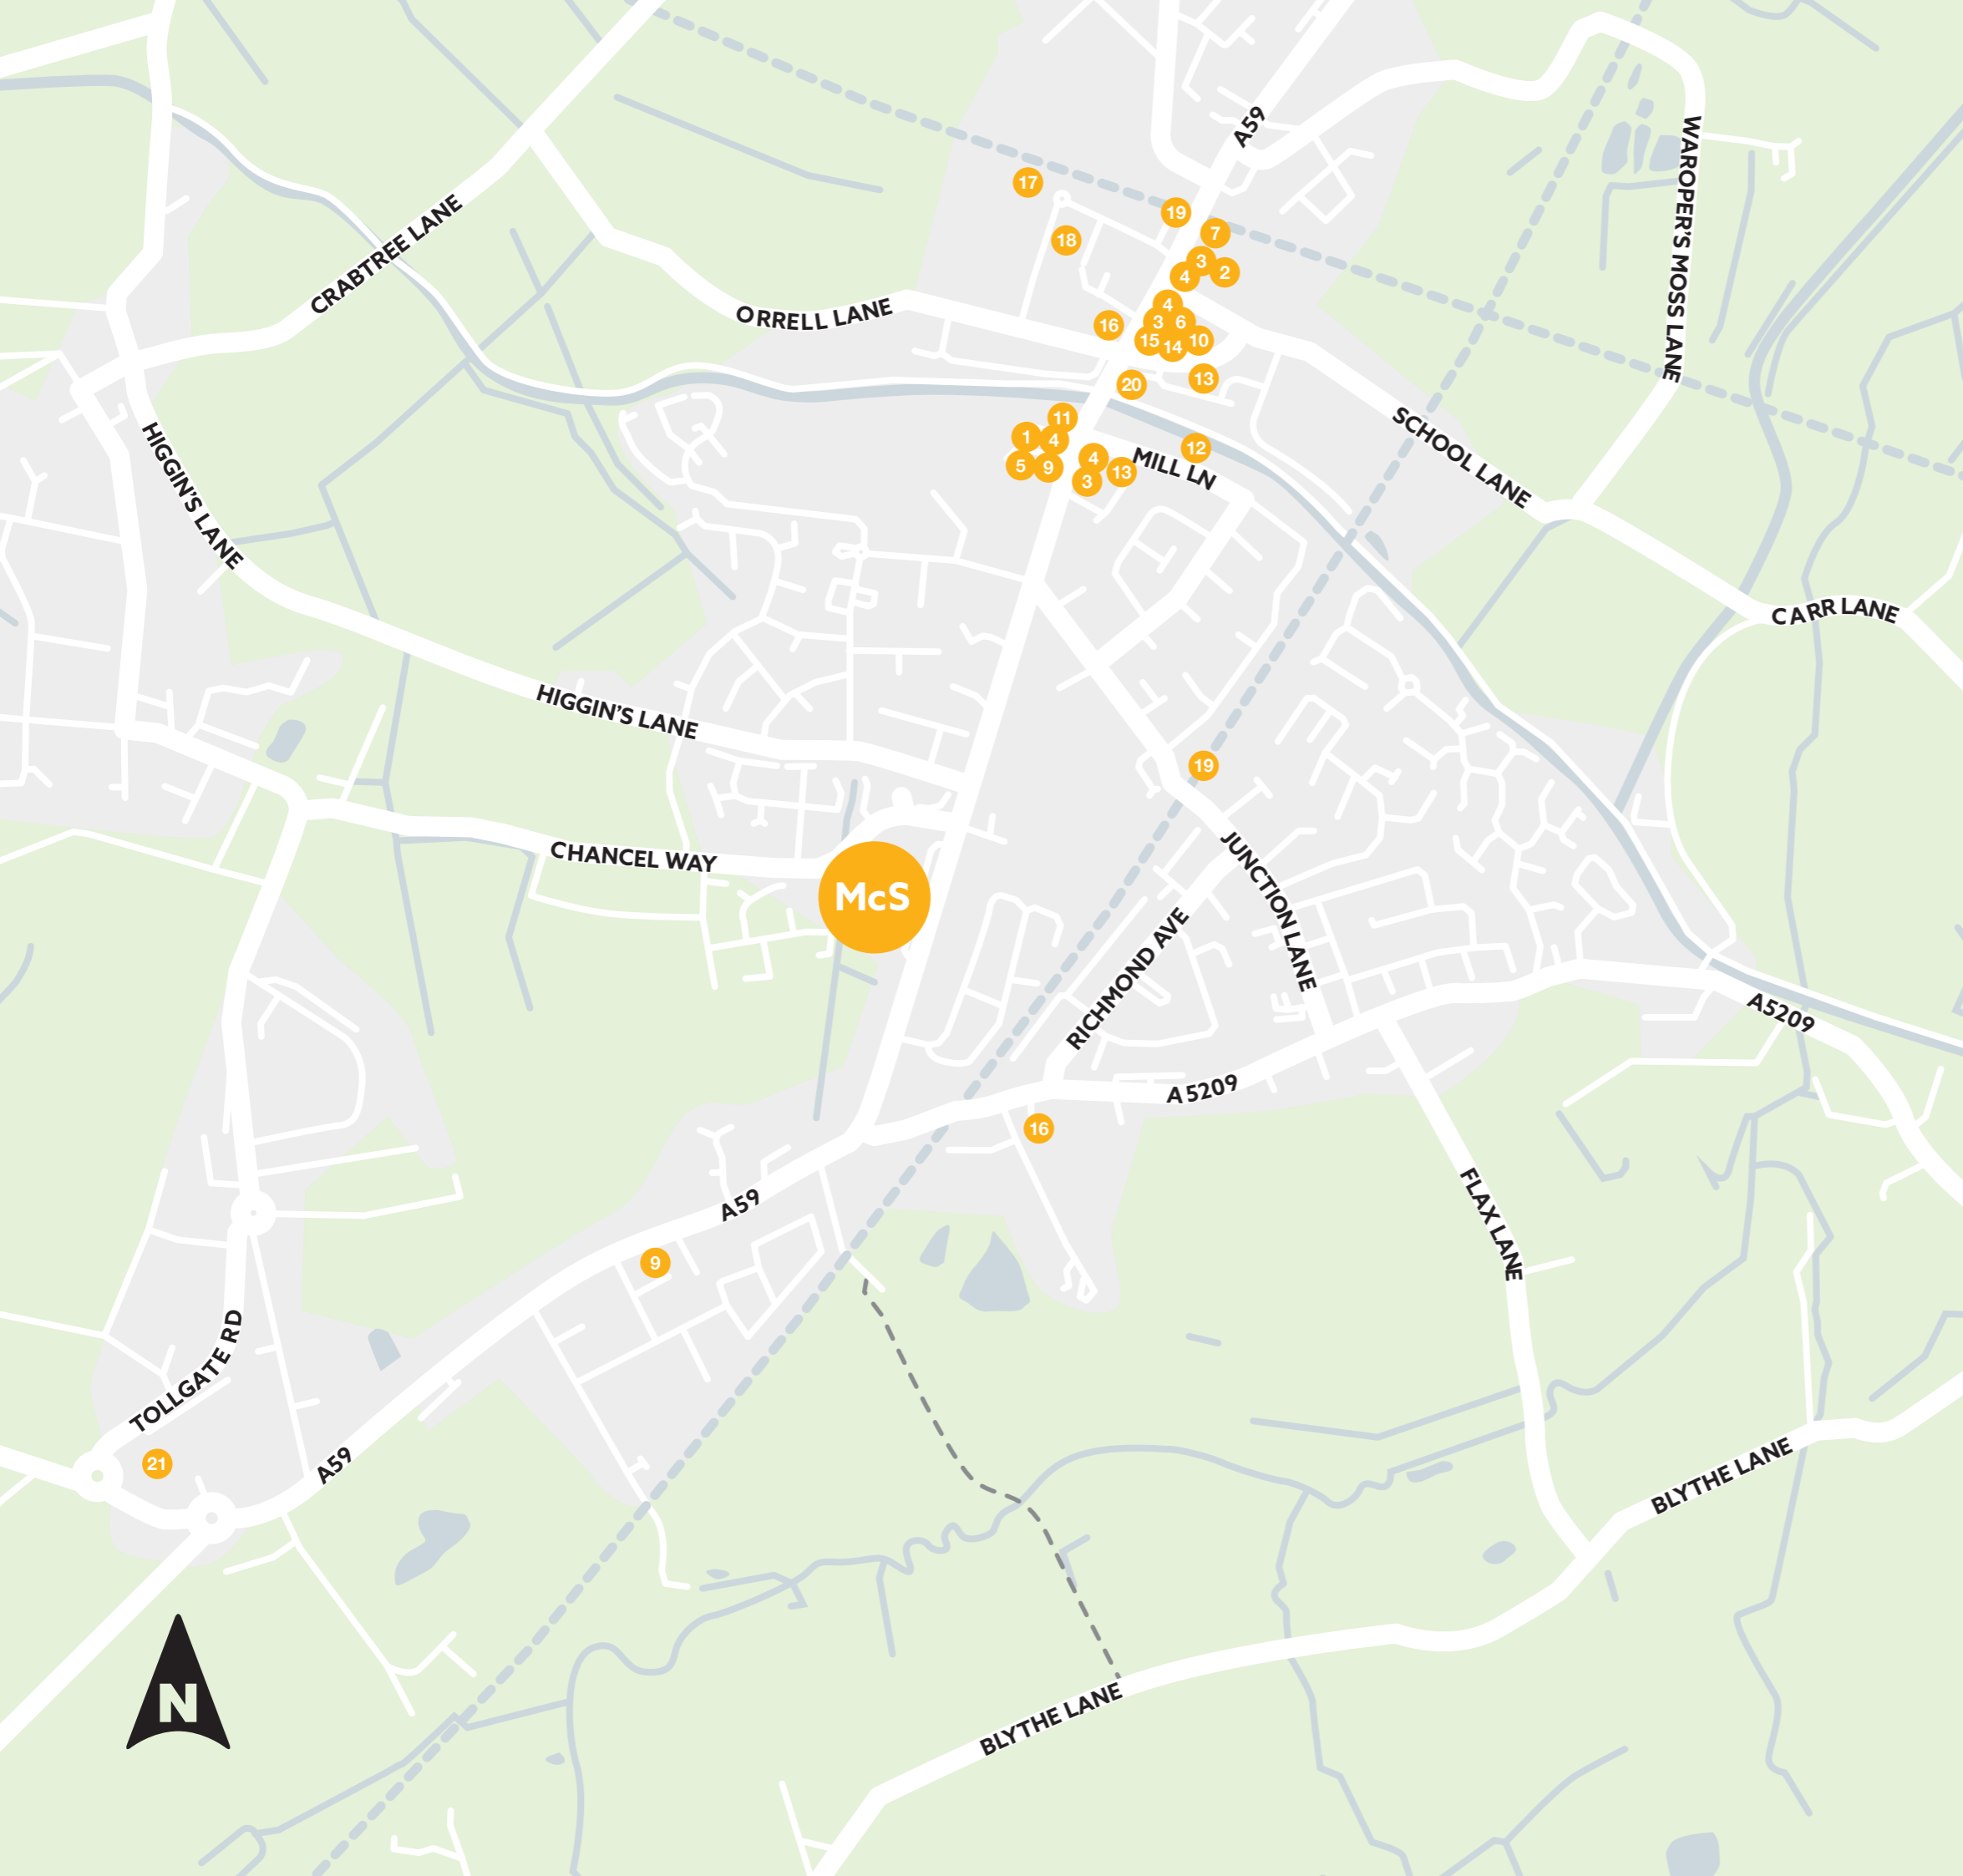 A59
WAROPER'S MOSS LANE
17
19
CRABTREE LANE
7
18
3
2
4
4
ORRELL LANE
16
3
6
15
14
10
13
20
11
SCHOOL LANE
1
4
12
HIGGIN'S LANE
4
MILL LN
5
9
13
3
CARR LANE
HIGGIN'S LANE
19
CHANCEL WAY
JUNCTION LANE
McS
RICHMOND AVE
A5209
A5209
16
A59
FLAX LANE
9
TOLLGATE RD
21
A59
BLYTHE LANE
N
BLYTHE LANE